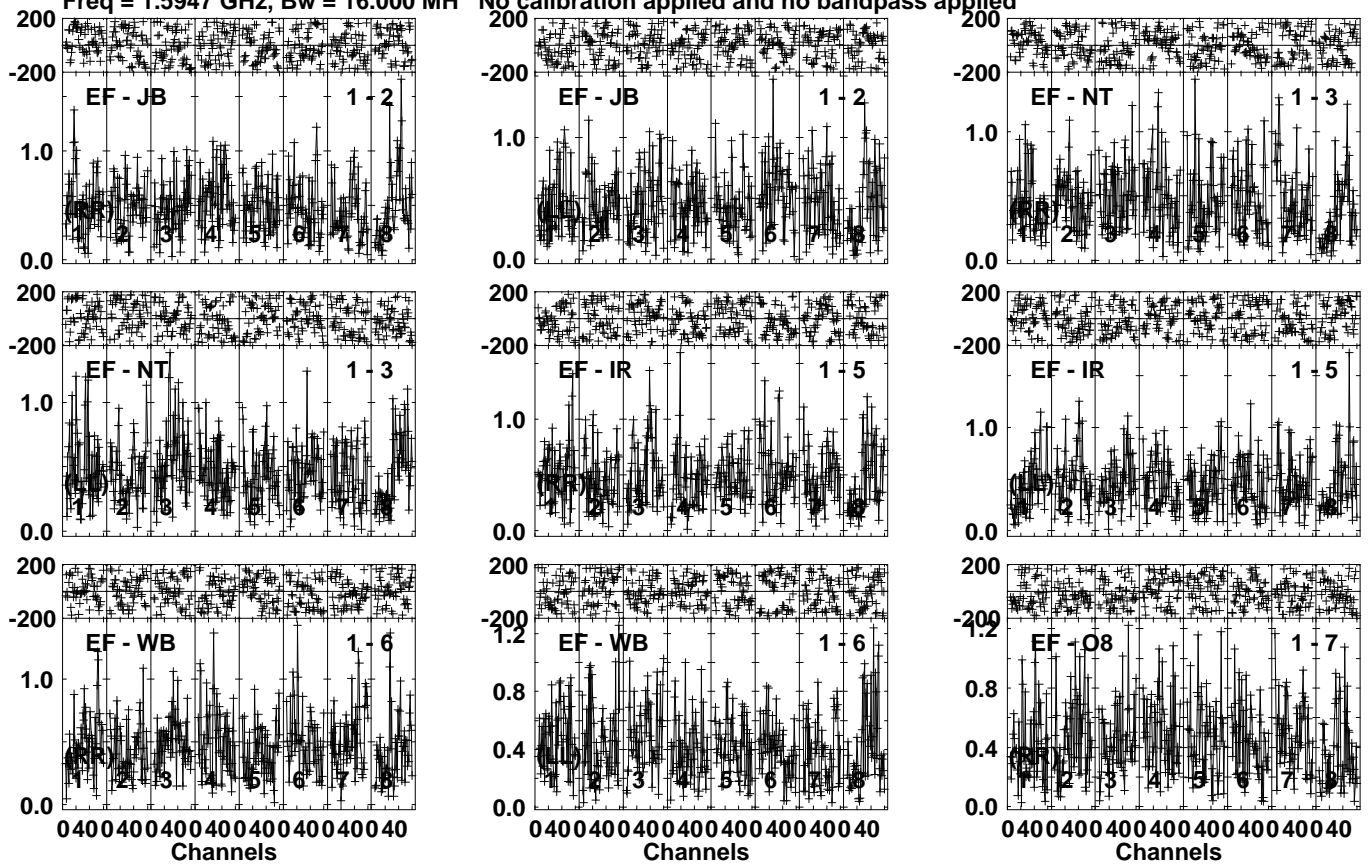 Freq = 1.5947 GHz, Bw = 16.000 MH No calibration applied and no bandpass applied
200
-200
EF - JB 1 - 2
1.0
(RR)
1 2 3 4 5 6 7 8
0.0
200
-200
EF - JB 1 - 2
1.0
(LL)
1 2 3 4 5 6 7 8
0.0
200
-200
EF - NT 1 - 3
1.0
(RR)
1 2 3 4 5 6 7 8
0.0
200
-200
EF - NT 1 - 3
1.0
(LL)
1 2 3 4 5 6 7 8
0.0
200
-200
EF - IR 1 - 5
1.0
(RR)
1 2 3 4 5 6 7 8
0.0
200
-200
EF - IR 1 - 5
1.0
(LL)
1 2 3 4 5 6 7 8
0.0
200
-200
EF - WB 1 - 6
1.0
(RR)
1 2 3 4 5 6 7 8
0.0
0 40 0 40 0 40 0 40 0 40 0 40 0 40 0 40
Channels
200
-200
EF - WB 1 - 6
1.2
0.8
0.4
(LL)
1 2 3 4 5 6 7 8
0.0
0 40 0 40 0 40 0 40 0 40 0 40 0 40 0 40
Channels
200
-200
1.2
EF - O8 1 - 7
0.8
0.4
(RR)
1 2 3 4 5 6 7 8
0.0
0 40 0 40 0 40 0 40 0 40 0 40 0 40 0 40
Channels